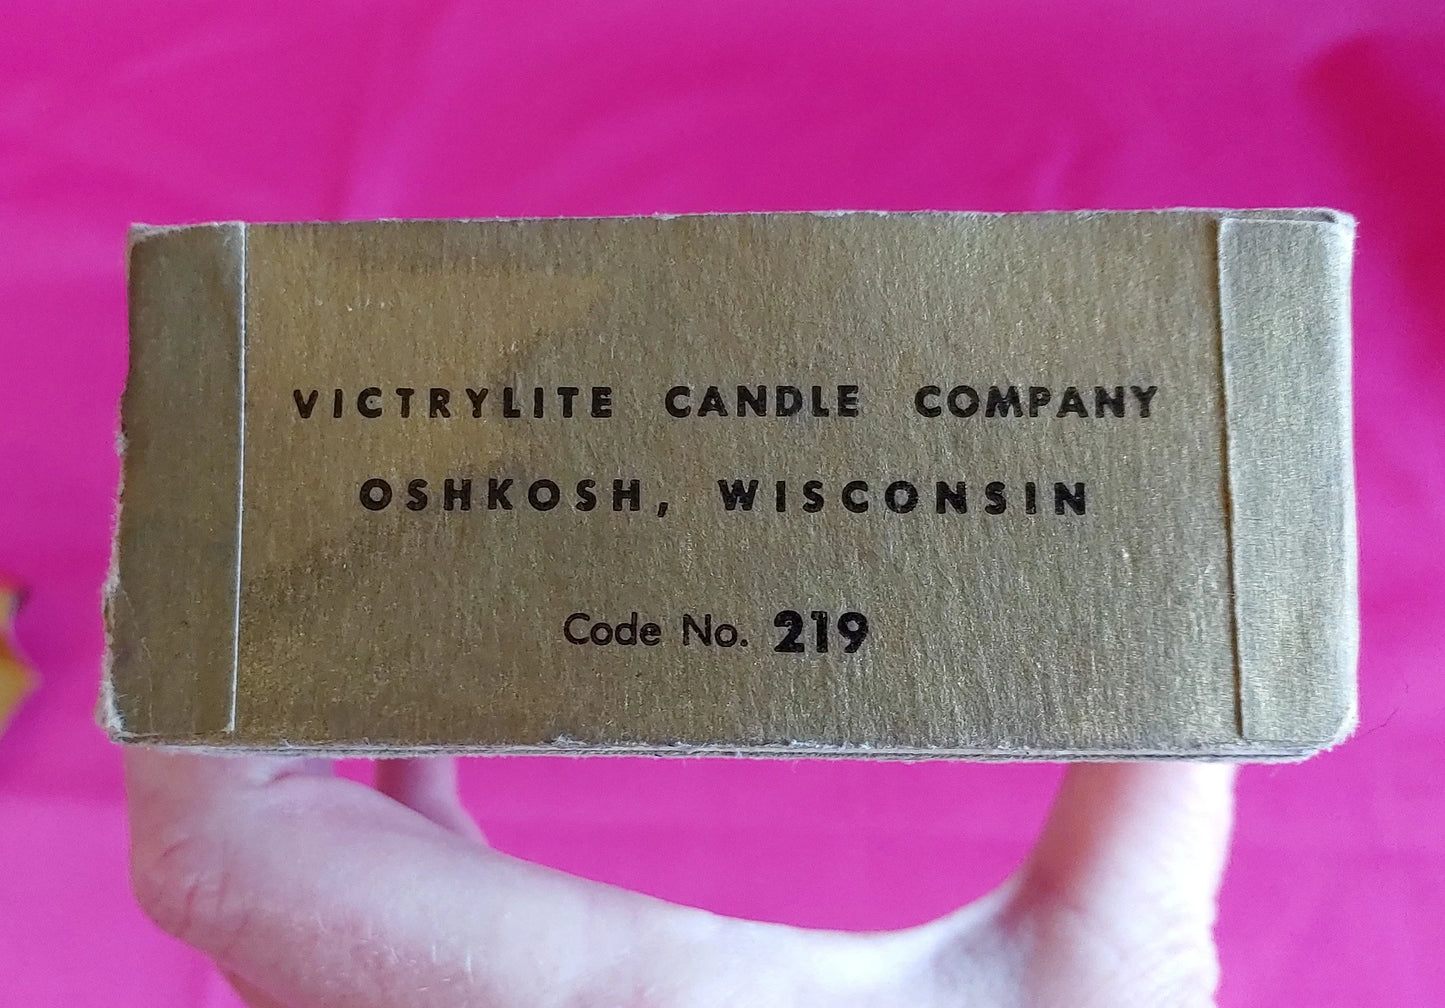 VICTRYLITE CANDLE COMPANY
OSHKOSH, WISCONSIN
Code No. 219